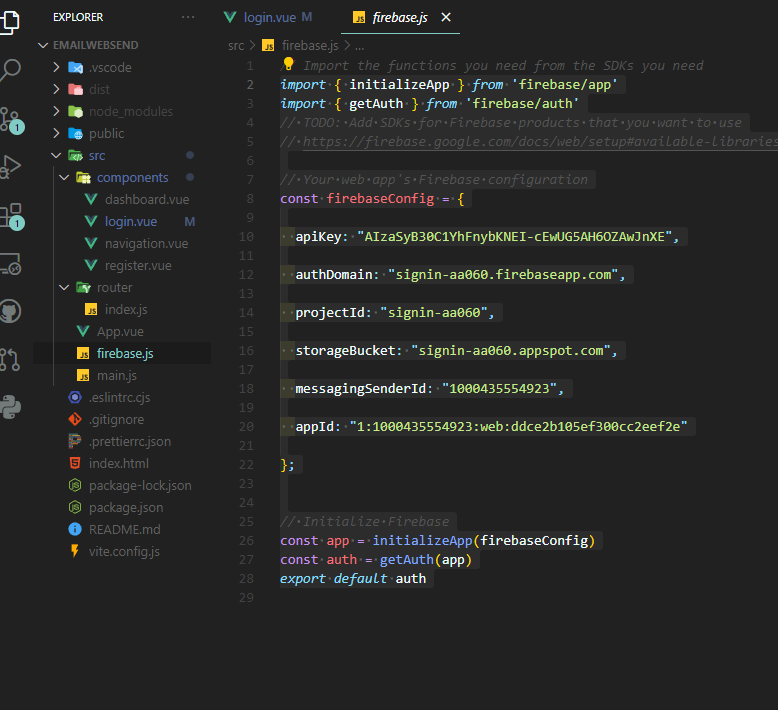 EXPLORER
EMAILWEBSEND
.vscode
dist
node_modules
public
src
components
dashboard.vue
login.vue M
navigation.vue
register.vue
router
index.js
App.vue
firebase.js
main.js
.eslintrc.cjs
.gitignore
.prettierrc.json
index.html
package-lock.json
package.json
README.md
vite.config.js
1
1
login.vue M
firebase.js
src > firebase.js > ...
1 Import the functions you need from the SDKs you need
2 import { initializeApp } from 'firebase/app'
3 import { getAuth } from 'firebase/auth'
4 // TODO: Add SDKs for Firebase products that you want to use
5 // https://firebase.google.com/docs/web/setup#available-libraries
6
7 // Your web app's Firebase configuration
8 const firebaseConfig = {
9
10 apiKey: "AIzaSyB30C1YhFnybKNEI-cEwUG5AH6OZAwJnXE",
11
12 authDomain: "signin-aa060.firebaseapp.com",
13
14 projectId: "signin-aa060",
15
16 storageBucket: "signin-aa060.appspot.com",
17
18 messagingSenderId: "1000435554923",
19
20 appId: "1:1000435554923:web:ddce2b105ef300cc2eef2e"
21
22 };
23
24
25 // Initialize Firebase
26 const app = initializeApp(firebaseConfig)
27 const auth = getAuth(app)
28 export default auth
29